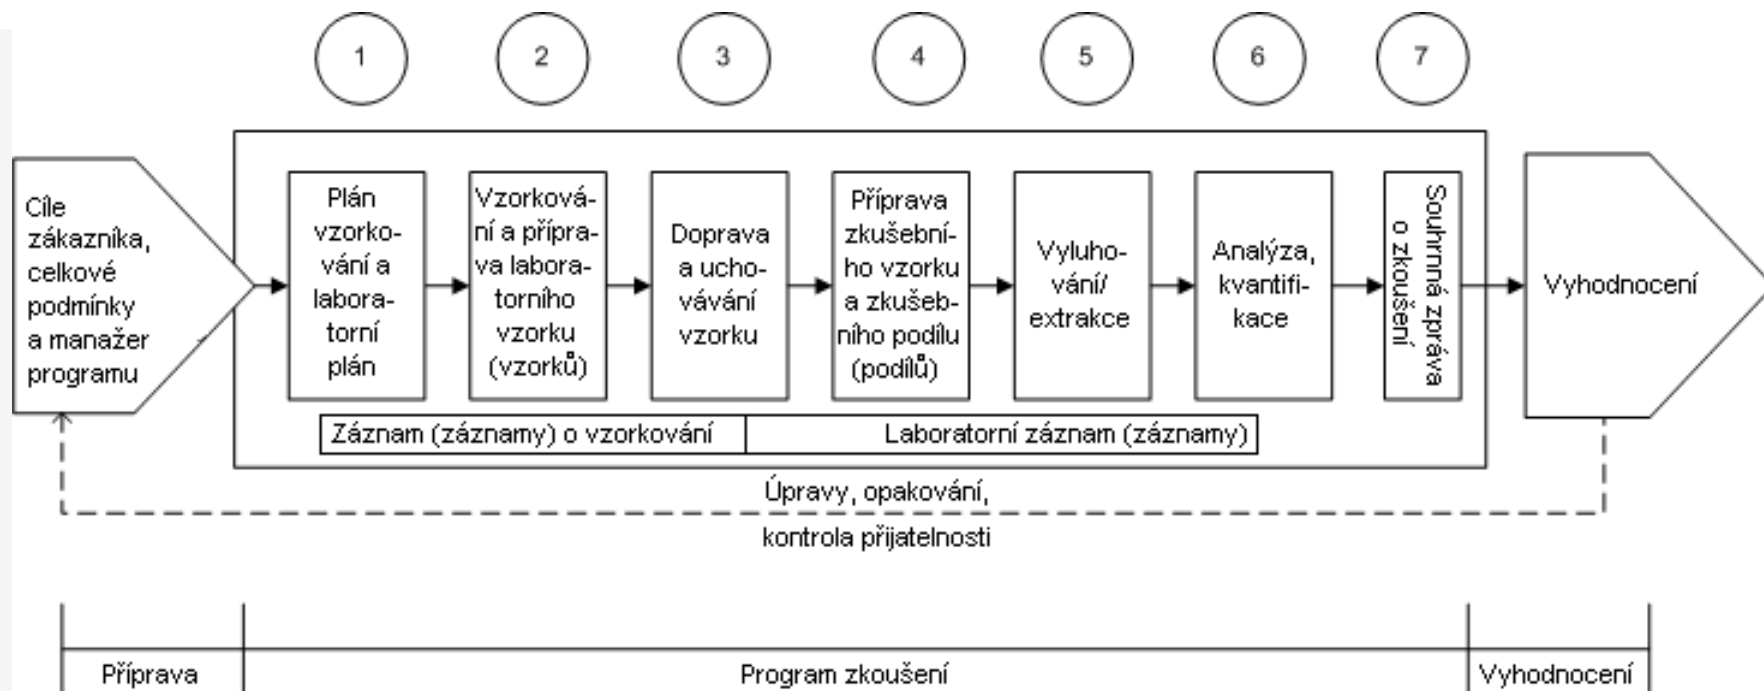 1
2
3
4
5
6
7
Cíle
zákazníka,
celkové
podmínky
a manažer
programu
Plán
vzorko-
vání a
labora-
torní
plán
Vzorková-
ní a přípra-
va labora-
torního
vzorku
(vzorků)
Doprava
a ucho-
vávání
vzorku
Příprava
zkušební-
ho vzorku
a zkušeb-
ního podílu
(podílů)
Vyluho-
vání/
extrakce
Analýza,
kvantifi-
kace
Souhrnná zpráva
o zkoušení
Vyhodnocení
Záznam (záznamy) o vzorkování
Laboratorní záznam (záznamy)
Úpravy, opakování,
kontrola přijatelnosti
Příprava
Program zkoušení
Vyhodnocení